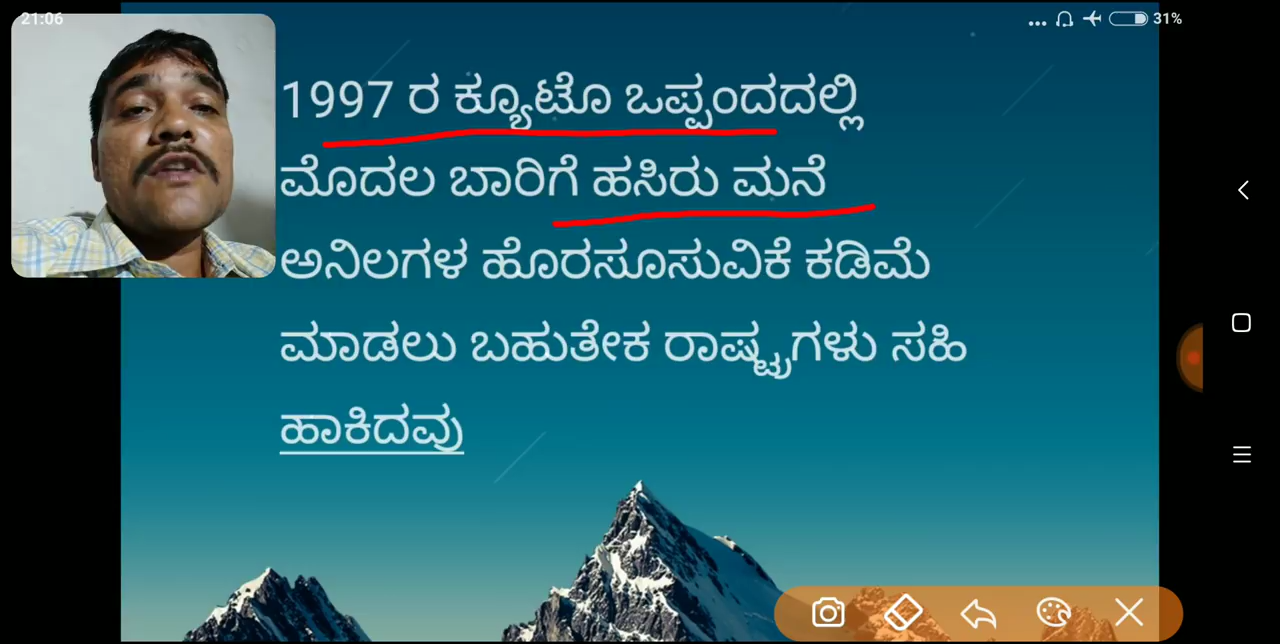 21:06
31%
1997 ರ ಕ್ಯೂಟೊ ಒಪ್ಪಂದದಲ್ಲಿ
ಮೊದಲ ಬಾರಿಗೆ ಹಸಿರು ಮನೆ
ಅನಿಲಗಳ ಹೊರಸೂಸುವಿಕೆ ಕಡಿಮೆ
ಮಾಡಲು ಬಹುತೇಕ ರಾಷ್ಟ್ರಗಳು ಸಹಿ
ಹಾಕಿದವು